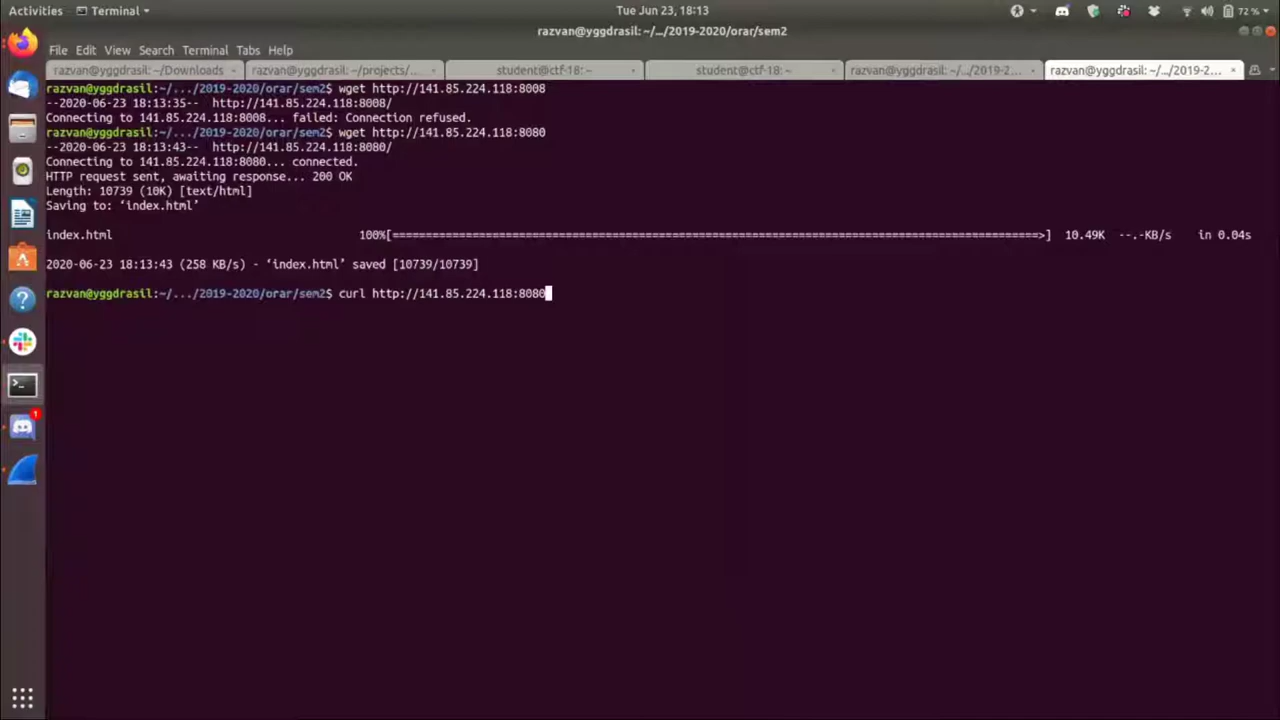 Activities Terminal Tue Jun 23, 18:13 72 %
razvan@yggdrasil: ~/.../2019-2020/orar/sem2
File Edit View Search Terminal Tabs Help
razvan@yggdrasil: ~/Downloads razvan@yggdrasil: ~/projects/... student@ctf-18: ~ student@ctf-18: ~ razvan@yggdrasil: ~/.../2019-2... razvan@yggdrasil: ~/.../2019-2...
razvan@yggdrasil:~/.../2019-2020/orar/sem2$ wget http://141.85.224.118:8008
--2020-06-23 18:13:35-- http://141.85.224.118:8008/
Connecting to 141.85.224.118:8008... failed: Connection refused.
razvan@yggdrasil:~/.../2019-2020/orar/sem2$ wget http://141.85.224.118:8080
--2020-06-23 18:13:43-- http://141.85.224.118:8080/
Connecting to 141.85.224.118:8080... connected.
HTTP request sent, awaiting response... 200 OK
Length: 10739 (10K) [text/html]
Saving to: ‘index.html’
index.html 100%[==================================================================================================>] 10.49K --.-KB/s in 0.04s
2020-06-23 18:13:43 (258 KB/s) - ‘index.html’ saved [10739/10739]
razvan@yggdrasil:~/.../2019-2020/orar/sem2$ curl http://141.85.224.118:8080
1